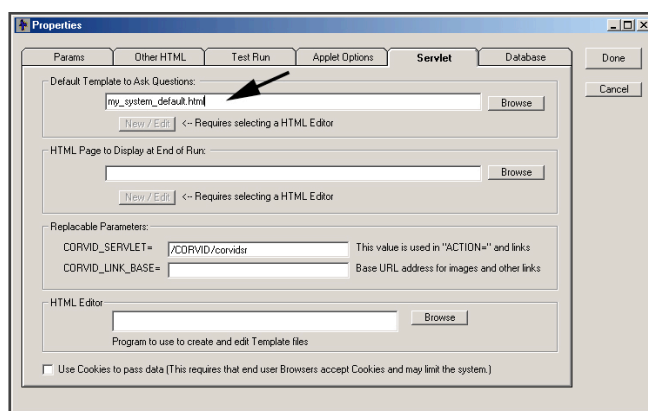 Properties
Params Other HTML Test Run Applet Options Servlet Database
Done
Cancel
Default Template to Ask Questions:
my_system_default.html
Browse
New / Edit <-- Requires selecting a HTML Editor
HTML Page to Display at End of Run:
Browse
New / Edit <-- Requires selecting a HTML Editor
Replacable Parameters:
CORVID_SERVLET= /CORVID/corvidsr This value is used in "ACTION=" and links
CORVID_LINK_BASE= Base URL address for images and other links
HTML Editor
Browse
Program to use to create and edit Template files
Use Cookies to pass data (This requires that end user Browsers accept Cookies and may limit the system.)